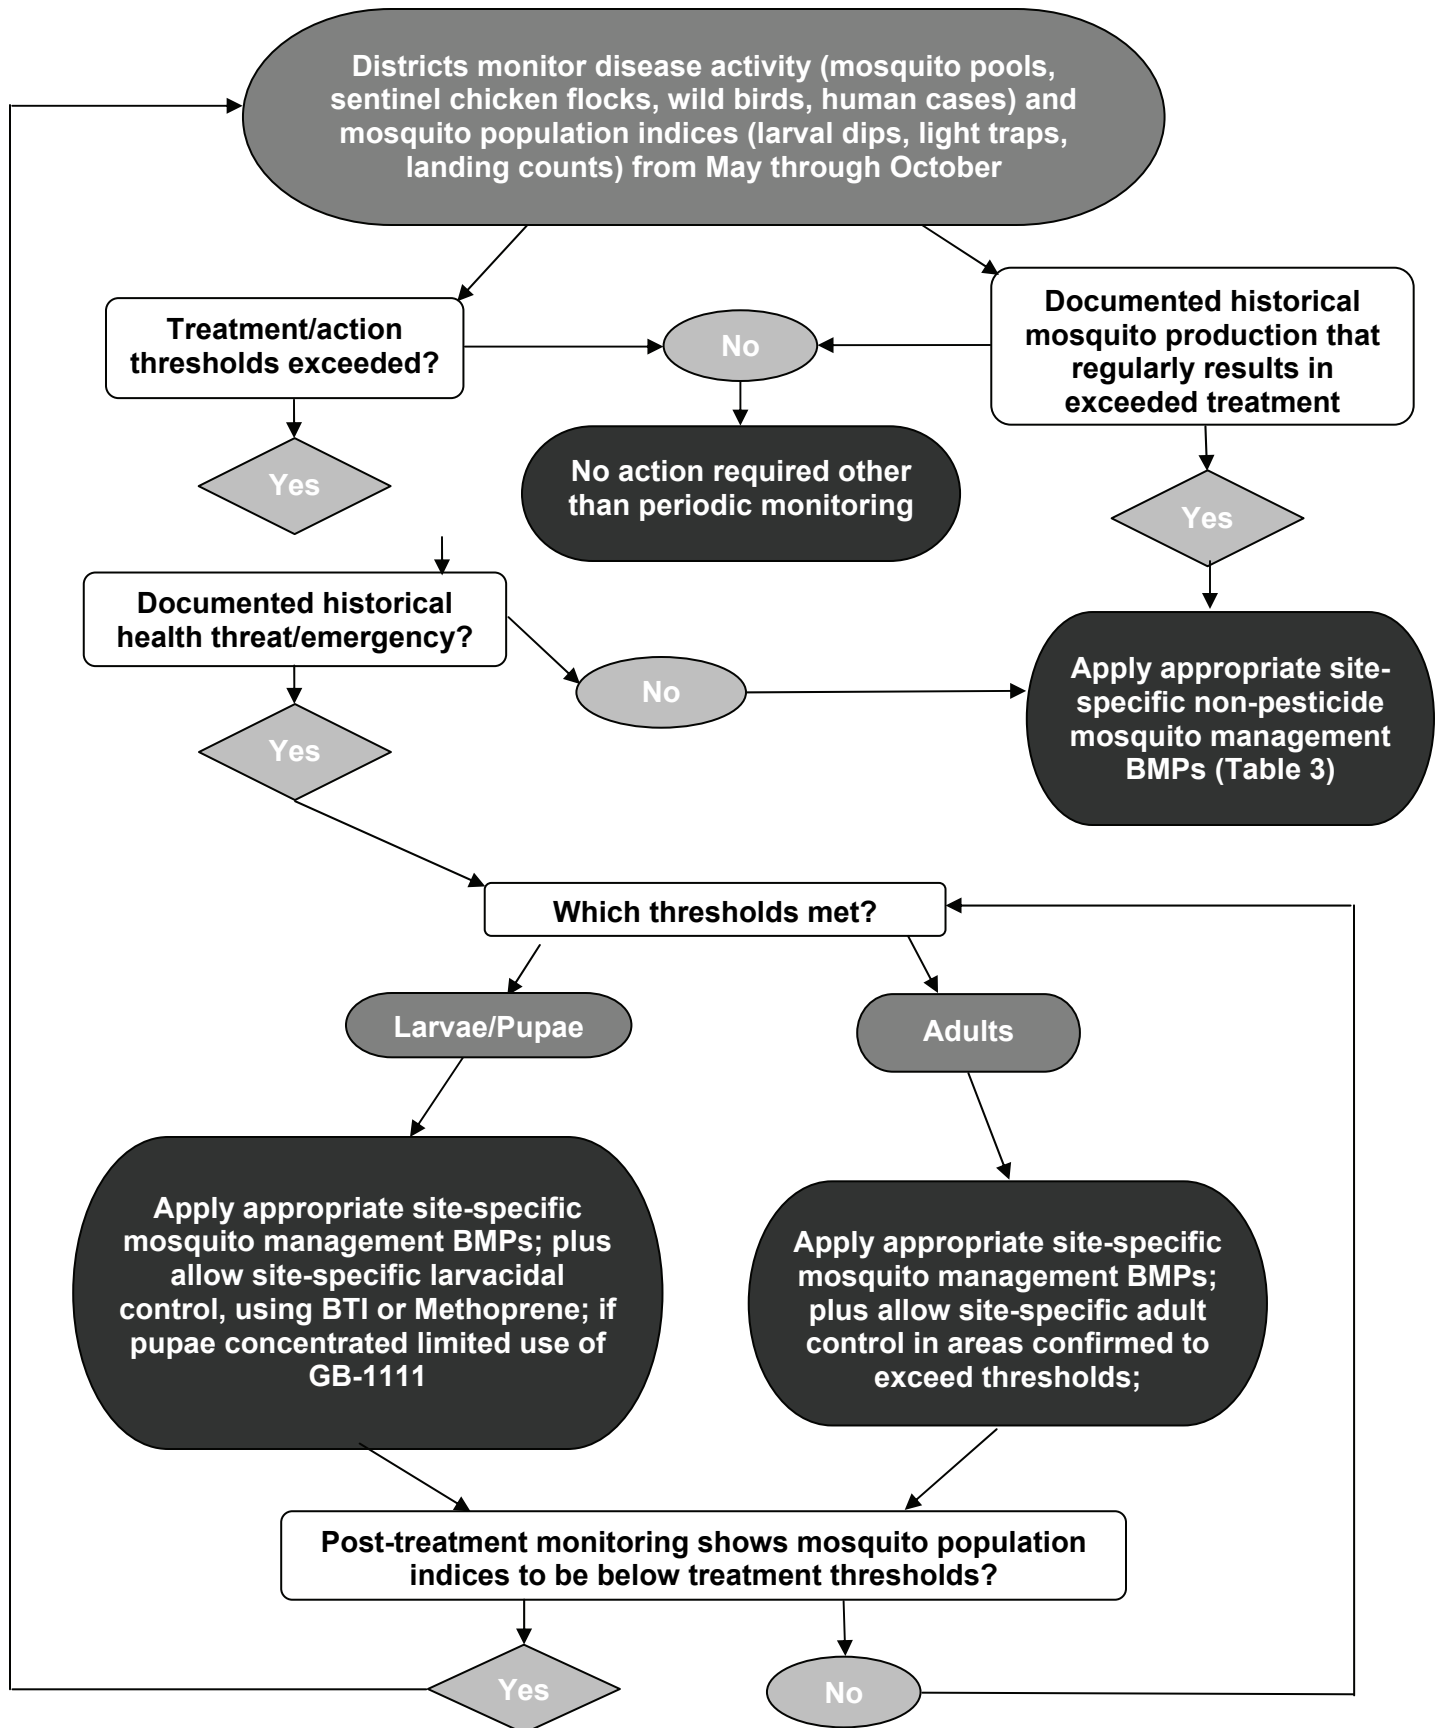 Districts monitor disease activity (mosquito pools,
sentinel chicken flocks, wild birds, human cases) and
mosquito population indices (larval dips, light traps,
landing counts) from May through October
Treatment/action
thresholds exceeded?
No
Documented historical
mosquito production that
regularly results in
exceeded treatment
Yes
No action required other
than periodic monitoring
Yes
Documented historical
health threat/emergency?
No
Apply appropriate site-
specific non-pesticide
mosquito management
BMPs (Table 3)
Yes
Which thresholds met?
Larvae/Pupae
Adults
Apply appropriate site-specific
mosquito management BMPs; plus
allow site-specific larvacidal
control, using BTI or Methoprene; if
pupae concentrated limited use of
GB-1111
Apply appropriate site-specific
mosquito management BMPs;
plus allow site-specific adult
control in areas confirmed to
exceed thresholds;
Post-treatment monitoring shows mosquito population
indices to be below treatment thresholds?
Yes
No